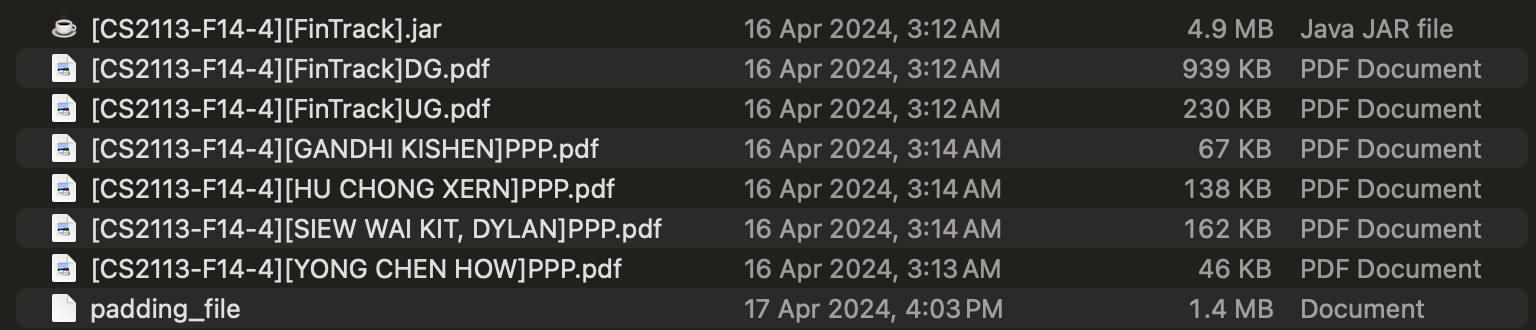 [CS2113-F14-4][FinTrack].jar 16 Apr 2024, 3:12 AM 4.9 MB Java JAR file
[CS2113-F14-4][FinTrack]DG.pdf 16 Apr 2024, 3:12 AM 939 KB PDF Document
[CS2113-F14-4][FinTrack]UG.pdf 16 Apr 2024, 3:12 AM 230 KB PDF Document
[CS2113-F14-4][GANDHI KISHEN]PPP.pdf 16 Apr 2024, 3:14 AM 67 KB PDF Document
[CS2113-F14-4][HU CHONG XERN]PPP.pdf 16 Apr 2024, 3:14 AM 138 KB PDF Document
[CS2113-F14-4][SIEW WAI KIT, DYLAN]PPP.pdf 16 Apr 2024, 3:14 AM 162 KB PDF Document
[CS2113-F14-4][YONG CHEN HOW]PPP.pdf 16 Apr 2024, 3:13 AM 46 KB PDF Document
padding_file 17 Apr 2024, 4:03 PM 1.4 MB Document